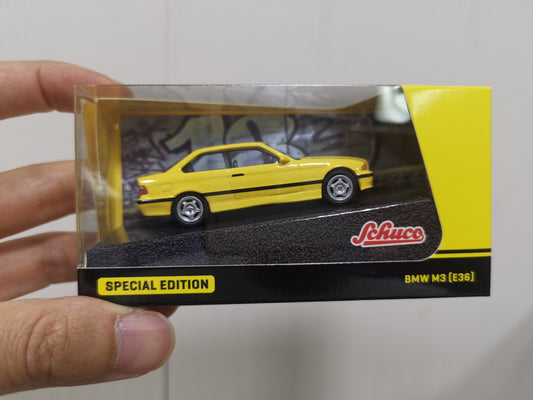 Schuco
SPECIAL EDITION
BMW M3 [E36]